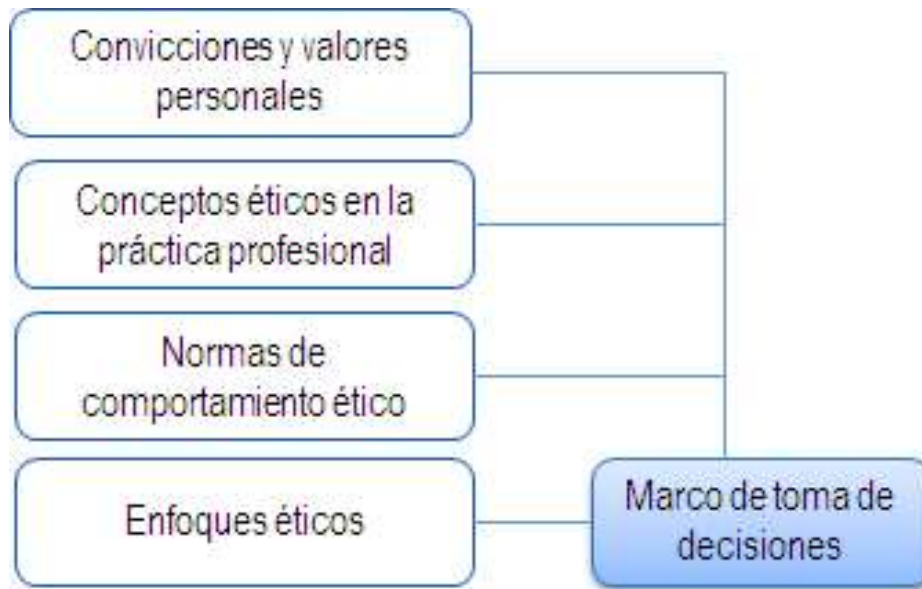 Convicciones y valores
personales
Conceptos éticos en la
práctica profesional
Normas de
comportamiento ético
Enfoques éticos
Marco de toma de
decisiones